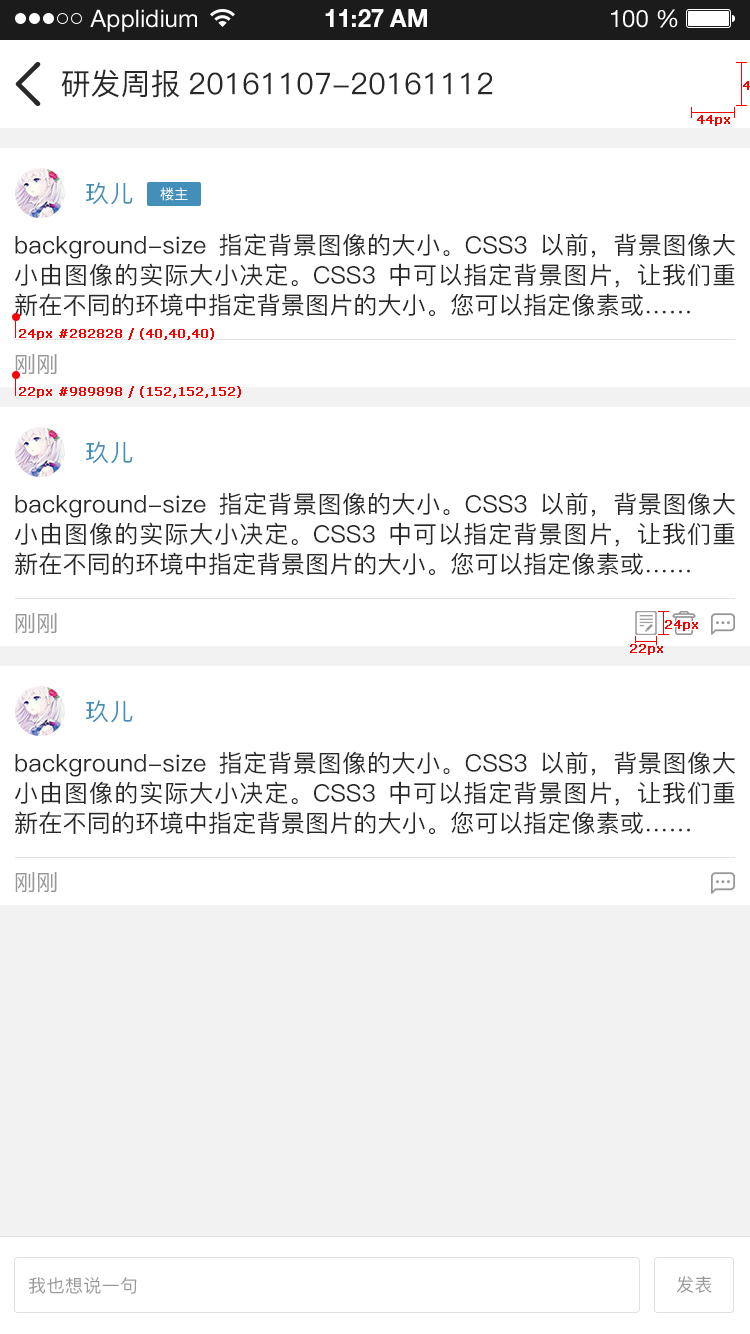 Applidium 11:27 AM 100 %
研发周报 20161107-20161112
44px
玖儿 楼主
background-size 指定背景图像的大小。CSS3 以前，背景图像大
小由图像的实际大小决定。CSS3 中可以指定背景图片，让我们重
新在不同的环境中指定背景图片的大小。您可以指定像素或……
24px #282828 / (40,40,40)
刚刚
22px #989898 / (152,152,152)
玖儿
background-size 指定背景图像的大小。CSS3 以前，背景图像大
小由图像的实际大小决定。CSS3 中可以指定背景图片，让我们重
新在不同的环境中指定背景图片的大小。您可以指定像素或……
刚刚 24px
22px
玖儿
background-size 指定背景图像的大小。CSS3 以前，背景图像大
小由图像的实际大小决定。CSS3 中可以指定背景图片，让我们重
新在不同的环境中指定背景图片的大小。您可以指定像素或……
刚刚
我也想说一句 发表